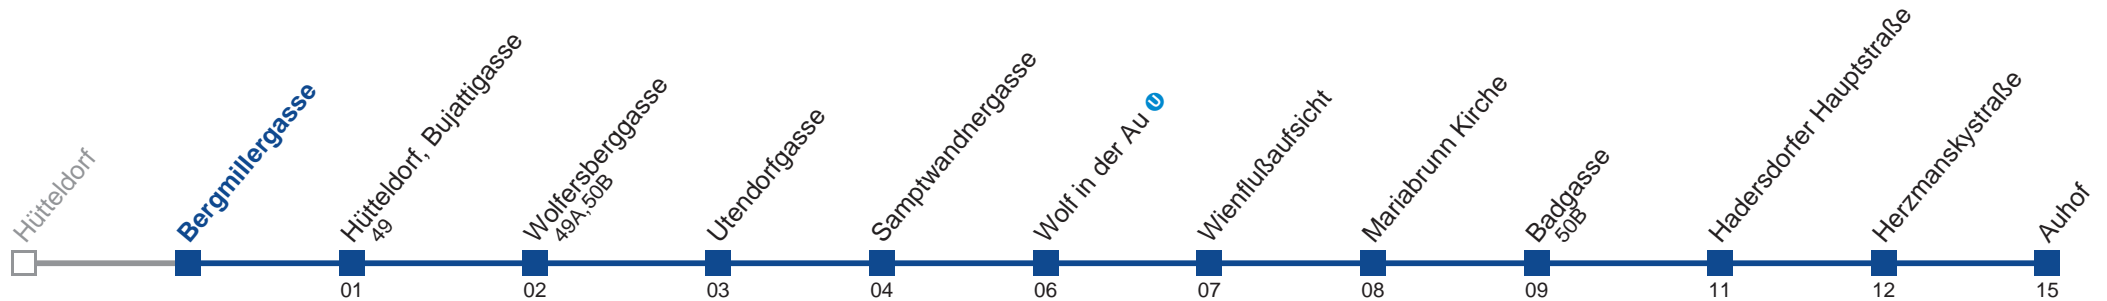 Hütteldorf
Bergmillergasse
Hütteldorf, Bujattigasse
49
01
Wolfersberggasse
49A,50B
02
Utendorfgasse
03
Samptwandnergasse
04
Wolf in der Au U
06
Wienflußaufsicht
07
Mariabrunn Kirche
08
Badgasse
50B
09
Hadersdorfer Hauptstraße
11
Herzmanskystraße
12
Auhof
15